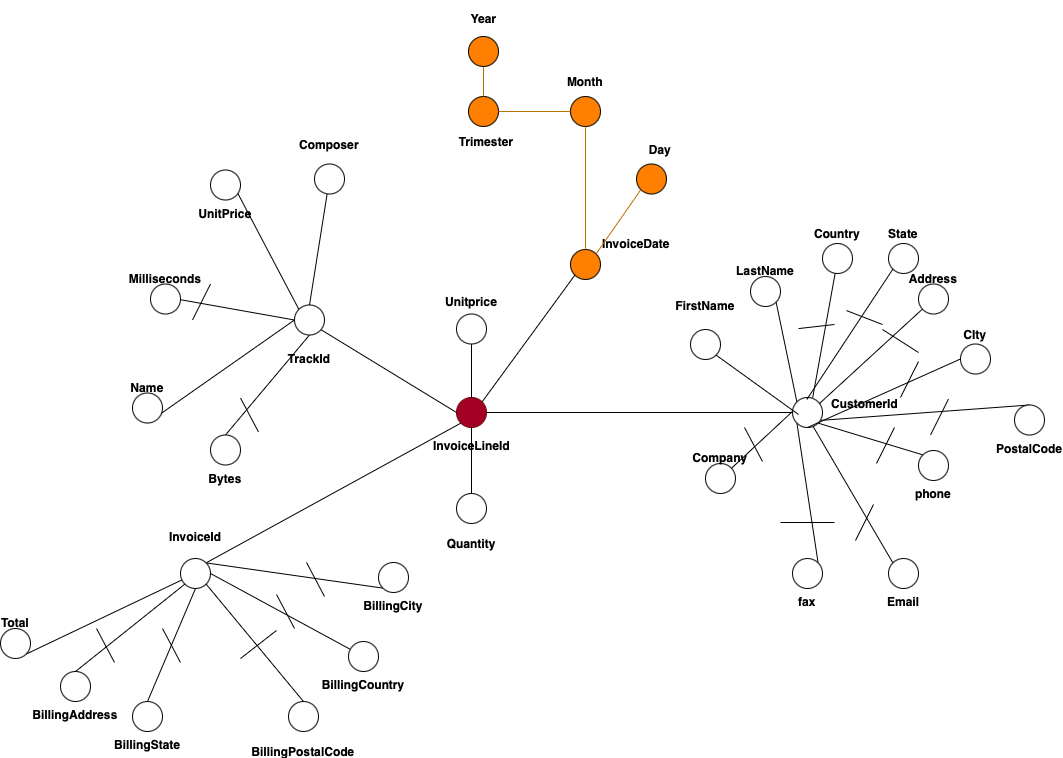 Year
Month
Trimester
Composer
Day
UnitPrice
Country
State
InvoiceDate
LastName
Milliseconds
Address
Unitprice
FirstName
CIty
TrackId
Name
CustomerId
InvoiceLineId
PostalCode
Company
Bytes
phone
InvoiceId
Quantity
fax
Email
BillingCity
Total
BillingCountry
BillingAddress
BillingState
BillingPostalCode